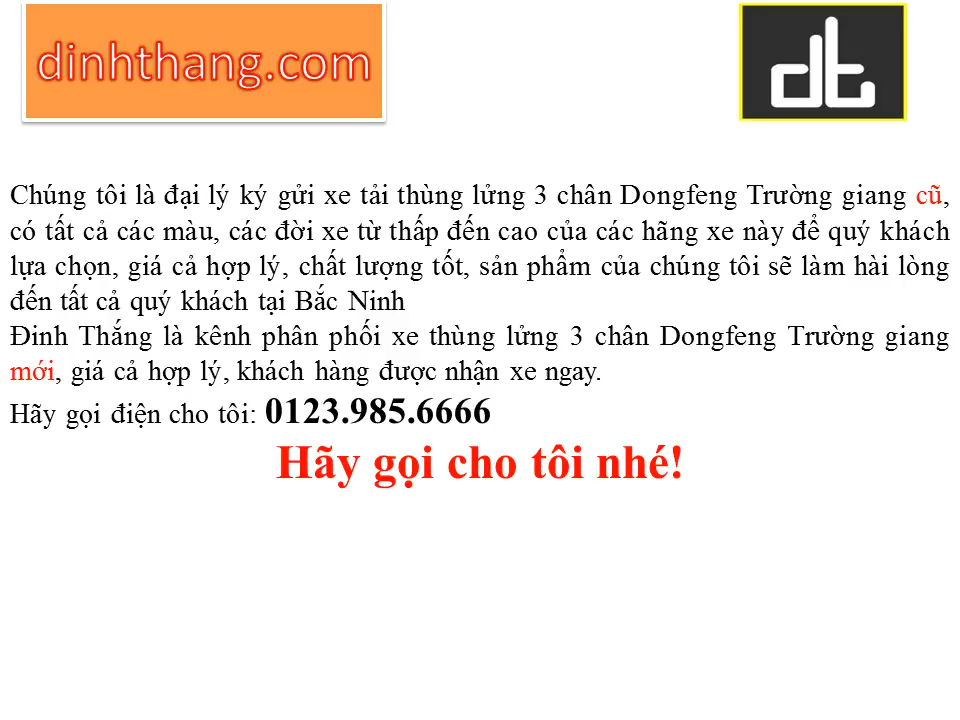 dinhthang.com
dt
Chúng tôi là đại lý ký gửi xe tải thùng lửng 3 chân Dongfeng Trường giang cũ,
có tất cả các màu, các đời xe từ thấp đến cao của các hãng xe này để quý khách
lựa chọn, giá cả hợp lý, chất lượng tốt, sản phẩm của chúng tôi sẽ làm hài lòng
đến tất cả quý khách tại Bắc Ninh
Đinh Thắng là kênh phân phối xe thùng lửng 3 chân Dongfeng Trường giang
mới, giá cả hợp lý, khách hàng được nhận xe ngay.
Hãy gọi điện cho tôi: 0123.985.6666
Hãy gọi cho tôi nhé!